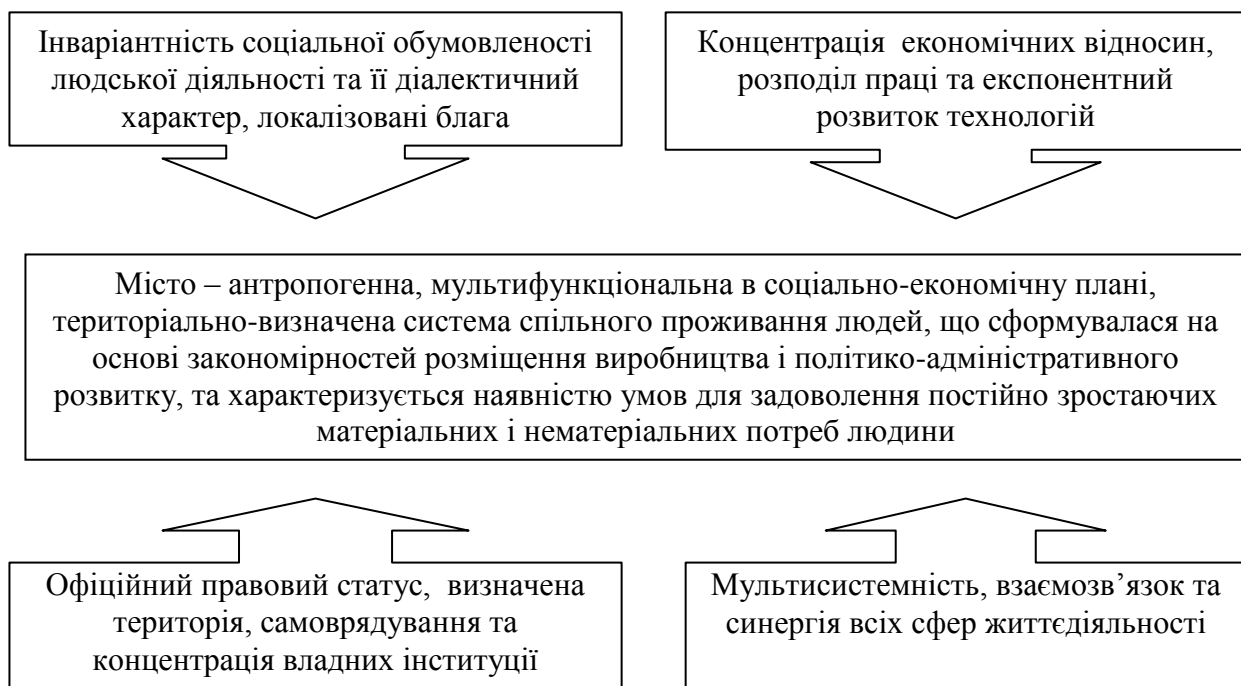 Інваріантність соціальної обумовленості
людської діяльності та її діалектичний
характер, локалізовані блага
Концентрація економічних відносин,
розподіл праці та експонентний
розвиток технологій
Місто – антропогенна, мультифункціональна в соціально-економічну плані,
територіально-визначена система спільного проживання людей, що сформувалася на
основі закономірностей розміщення виробництва і політико-адміністративного
розвитку, та характеризується наявністю умов для задоволення постійно зростаючих
матеріальних і нематеріальних потреб людини
Офіційний правовий статус, визначена
територія, самоврядування та
концентрація владних інституції
Мультисистемність, взаємозв’язок та
синергія всіх сфер життєдіяльності